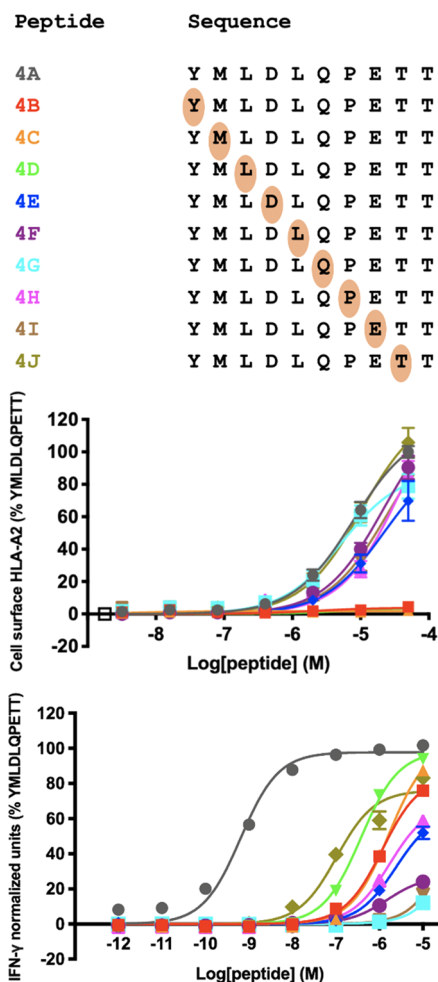 Peptide Sequence
4A Y M L D L Q P E T T
4B Y M L D L Q P E T T
4C Y M L D L Q P E T T
4D Y M L D L Q P E T T
4E Y M L D L Q P E T T
4F Y M L D L Q P E T T
4G Y M L D L Q P E T T
4H Y M L D L Q P E T T
4I Y M L D L Q P E T T
4J Y M L D L Q P E T T
Cell surface HLA-A2 (% YMLDLQPETT)
120
100
80
60
40
20
0
-20
-8 -7 -6 -5 -4
Log[peptide] (M)
IFN-γ normalized units (% YMLDLQPETT)
120
100
80
60
40
20
0
-20
-12 -11 -10 -9 -8 -7 -6 -5
Log[peptide] (M)